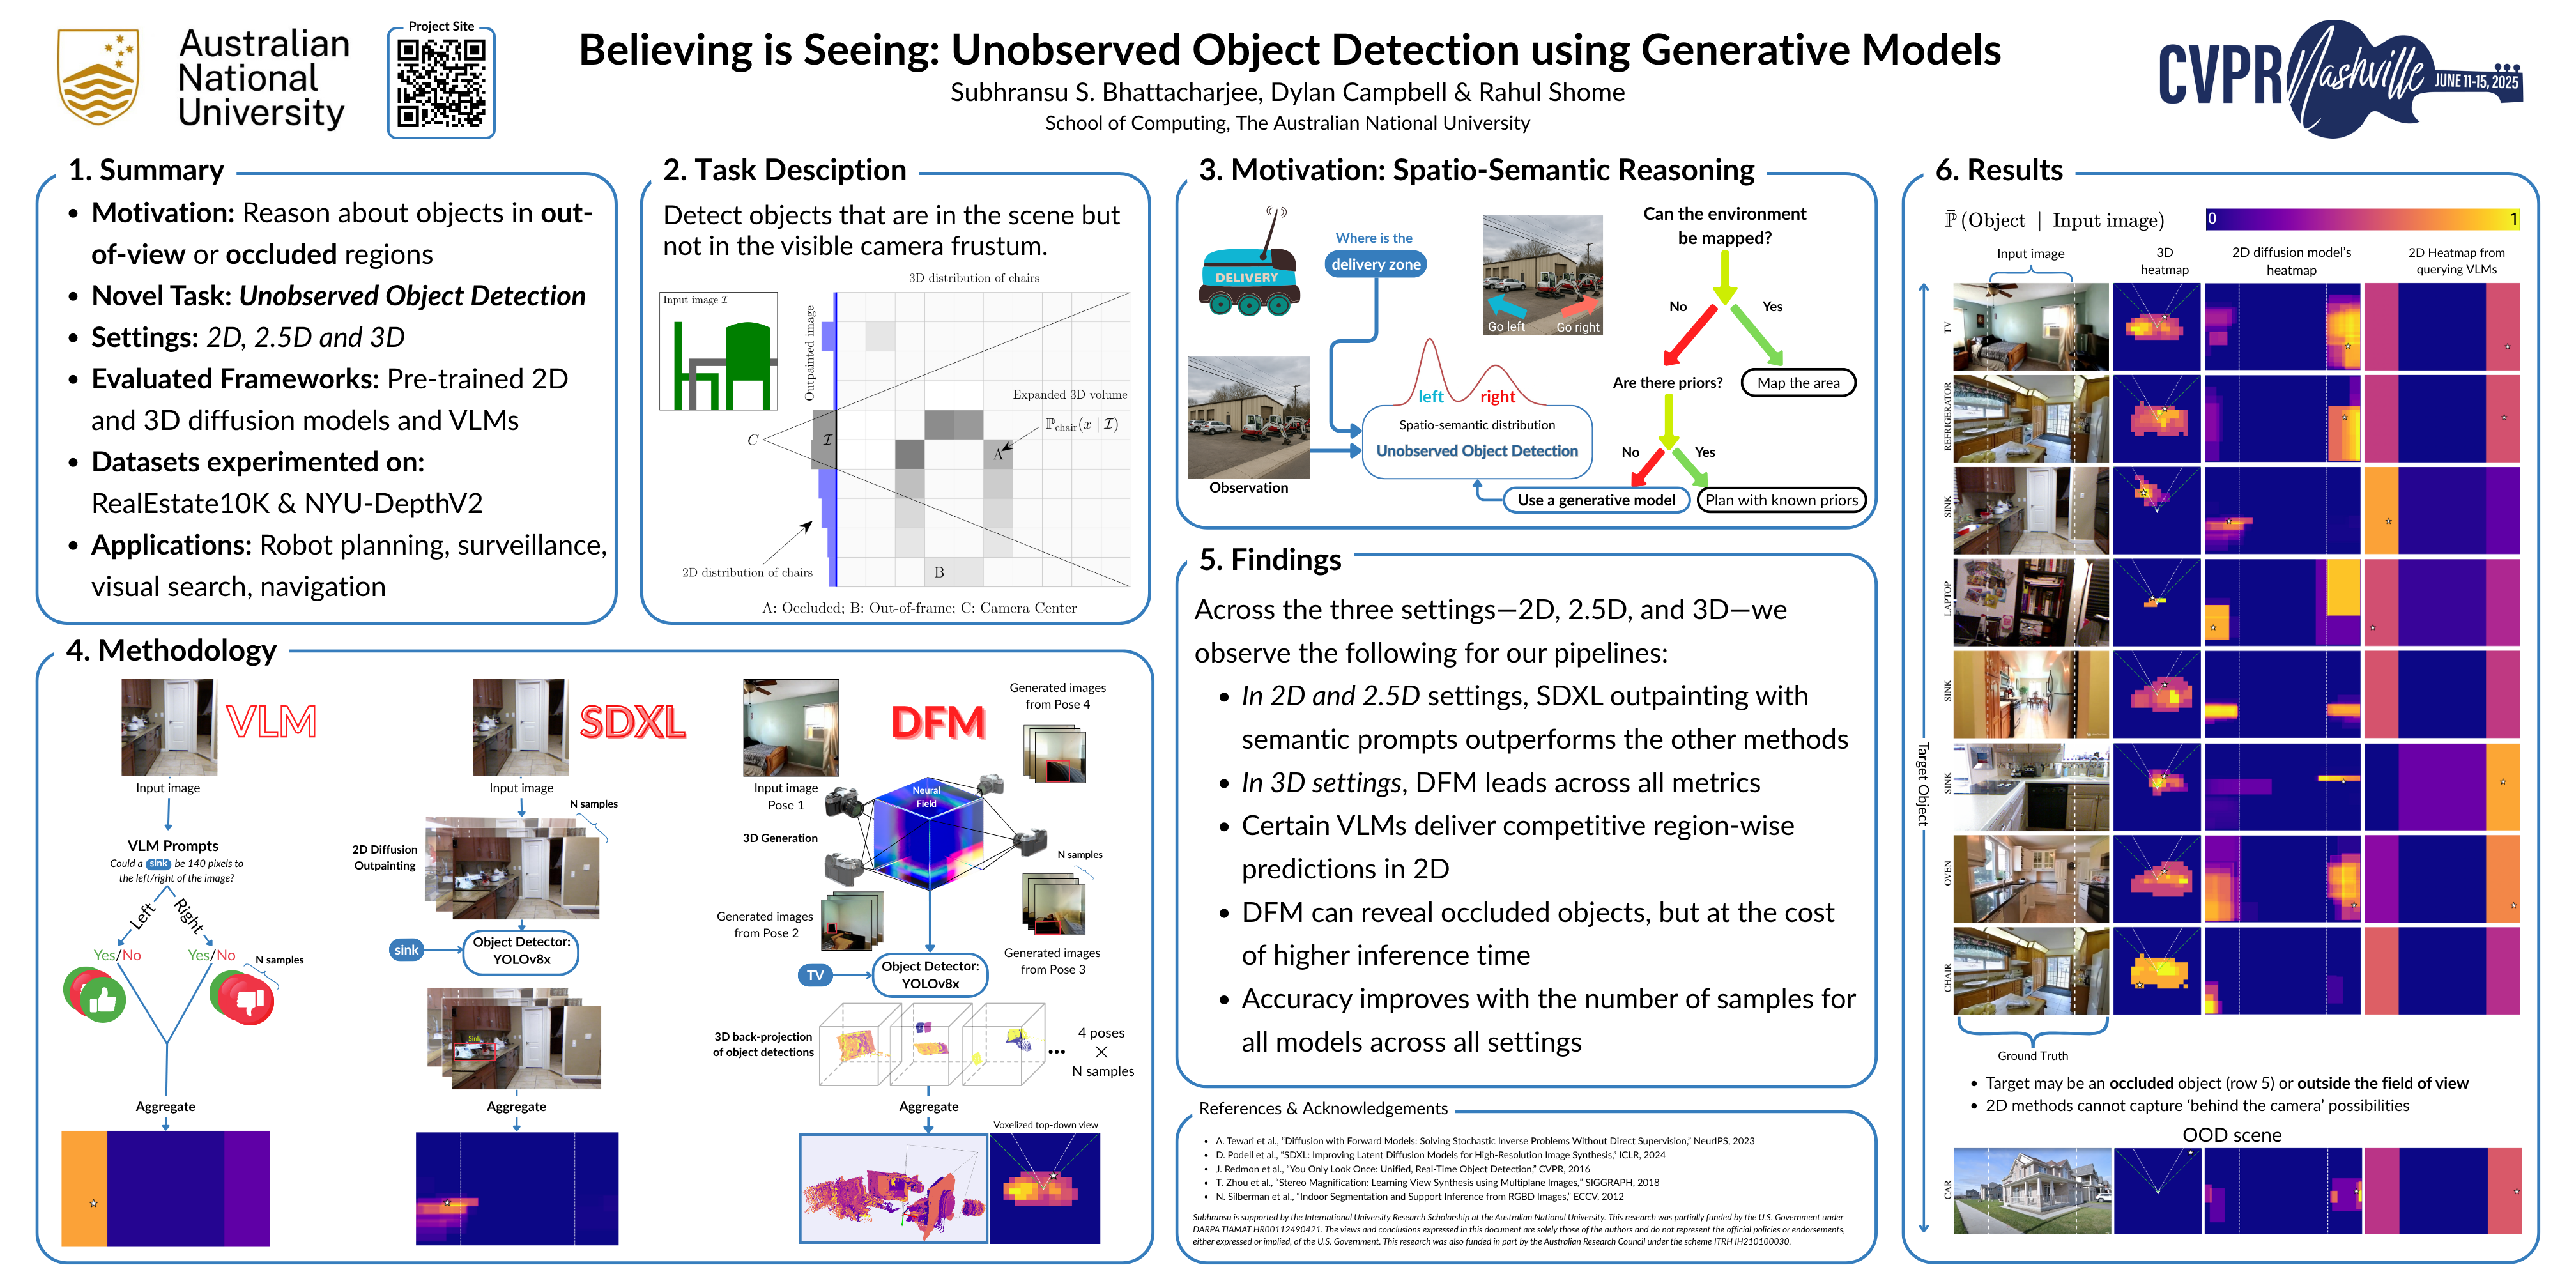 Australian
National
University
Project Site
Believing is Seeing: Unobserved Object Detection using Generative Models
Subhransu S. Bhattacharjee, Dylan Campbell & Rahul Shome
School of Computing, The Australian National University
CVPR Nashville JUNE 11-15, 2025
1. Summary
• Motivation: Reason about objects in out-
of-view or occluded regions
• Novel Task: Unobserved Object Detection
• Settings: 2D, 2.5D and 3D
• Evaluated Frameworks: Pre-trained 2D
and 3D diffusion models and VLMs
• Datasets experimented on:
RealEstate10K & NYU-DepthV2
• Applications: Robot planning, surveillance,
visual search, navigation
2. Task Desciption
Detect objects that are in the scene but
not in the visible camera frustum.
3D distribution of chairs
Input image I
Outpainted image
Expanded 3D volume
ℙchair(x | I)
C
I
A
B
2D distribution of chairs
A: Occluded; B: Out-of-frame; C: Camera Center
3. Motivation: Spatio-Semantic Reasoning
DELIVERY
Where is the
delivery zone
Go left
Go right
Observation
left
right
Spatio-semantic distribution
Unobserved Object Detection
Can the environment
be mapped?
No
Yes
Are there priors?
Map the area
No
Yes
Use a generative model
Plan with known priors
4. Methodology
VLM
Input image
VLM Prompts
Could a sink be 140 pixels to
the left/right of the image?
Left
Right
Yes/No
Yes/No
N samples
Aggregate
SDXL
Input image
N samples
2D Diffusion
Outpainting
sink
Object Detector:
YOLOv8x
Sink
Aggregate
DFM
Input image
Pose 1
Generated images
from Pose 4
Neural
Field
3D Generation
N samples
Generated images
from Pose 2
Generated images
from Pose 3
TV
Object Detector:
YOLOv8x
3D back-projection
of object detections
4 poses
×
N samples
Aggregate
Voxelized top-down view
5. Findings
Across the three settings—2D, 2.5D, and 3D—we
observe the following for our pipelines:
• In 2D and 2.5D settings, SDXL outpainting with
semantic prompts outperforms the other methods
• In 3D settings, DFM leads across all metrics
• Certain VLMs deliver competitive region-wise
predictions in 2D
• DFM can reveal occluded objects, but at the cost
of higher inference time
• Accuracy improves with the number of samples for
all models across all settings
References & Acknowledgements
• A. Tewari et al., “Diffusion with Forward Models: Solving Stochastic Inverse Problems Without Direct Supervision,” NeurIPS, 2023
• D. Podell et al., “SDXL: Improving Latent Diffusion Models for High-Resolution Image Synthesis,” ICLR, 2024
• J. Redmon et al., “You Only Look Once: Unified, Real-Time Object Detection,” CVPR, 2016
• T. Zhou et al., “Stereo Magnification: Learning View Synthesis using Multiplane Images,” SIGGRAPH, 2018
• N. Silberman et al., “Indoor Segmentation and Support Inference from RGBD Images,” ECCV, 2012
Subhransu is supported by the International University Research Scholarship at the Australian National University. This research was partially funded by the U.S. Government under
DARPA TIAMAT HR00112490421. The views and conclusions expressed in this document are solely those of the authors and do not represent the official policies or endorsements,
either expressed or implied, of the U.S. Government. This research was also funded in part by the Australian Research Council under the scheme ITRH IH210100030.
6. Results
ℙ̄ (Object | Input image)
0
1
Input image
3D
heatmap
2D diffusion model’s
heatmap
2D Heatmap from
querying VLMs
Target Object
TV
REFRIGERATOR
SINK
LAPTOP
SINK
SINK
OVEN
CHAIR
Ground Truth
• Target may be an occluded object (row 5) or outside the field of view
• 2D methods cannot capture ‘behind the camera’ possibilities
OOD scene
CAR